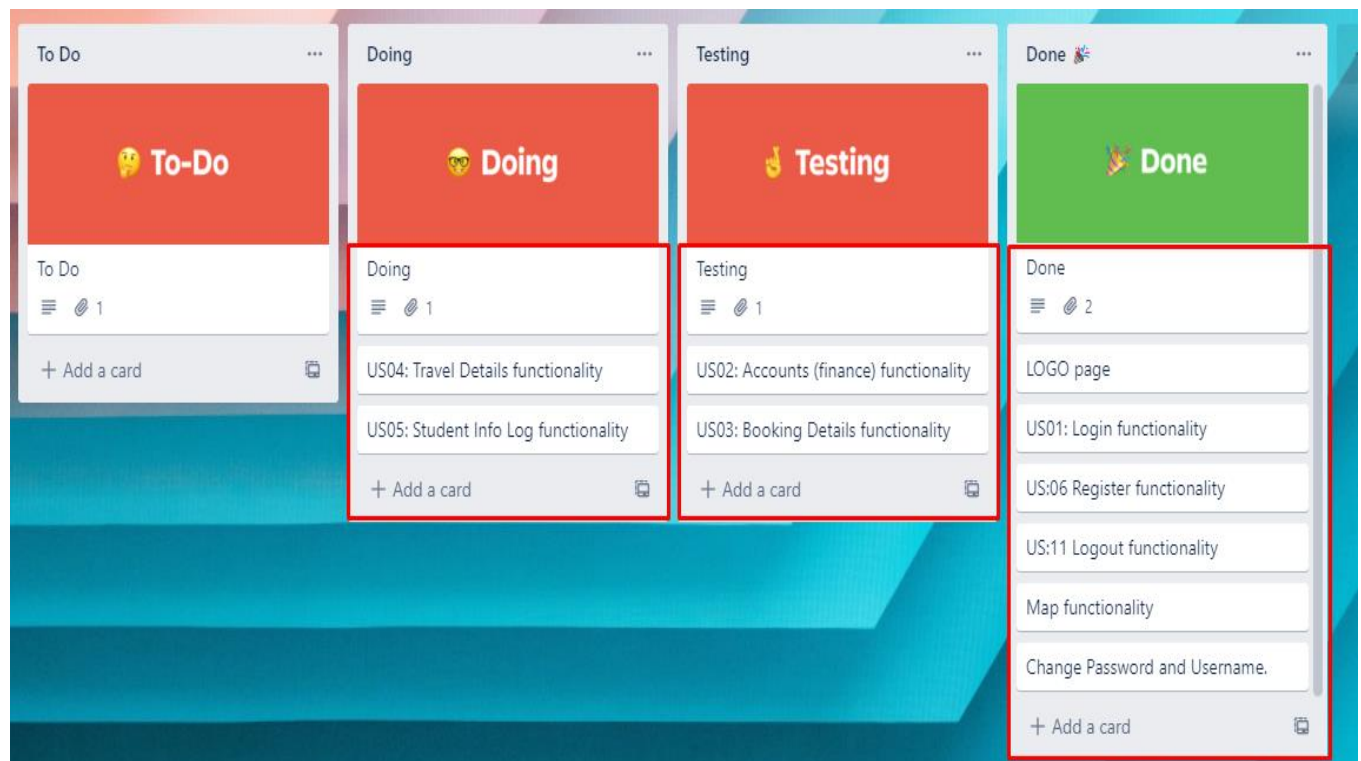 To Do
🤔 To-Do
To Do
1
+ Add a card
Doing
🤓 Doing
Doing
1
US04: Travel Details functionality
US05: Student Info Log functionality
+ Add a card
Testing
🤞 Testing
Testing
1
US02: Accounts (finance) functionality
US03: Booking Details functionality
+ Add a card
Done 🎉
🎉 Done
Done
2
LOGO page
US01: Login functionality
US:06 Register functionality
US:11 Logout functionality
Map functionality
Change Password and Username.
+ Add a card